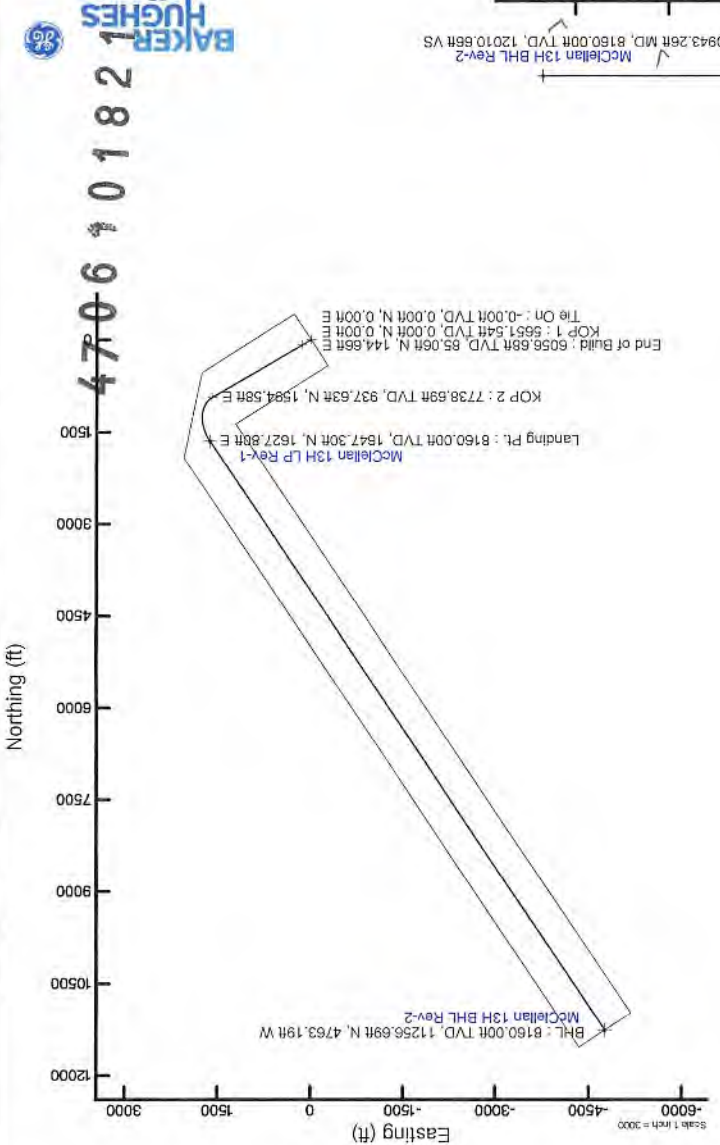 Scale 1 inch = 3000
Easting (ft)
-6000 -4500 -3000 -1500 0 1500 3000
12000
10500
9000
7500
6000
4500
3000
1500
0
Northing (ft)
BHL : 8160.00ft TVD, 11256.69ft N, 4763.19ft W
McClellan 13H BHL Rev-2
McClellan 13H LP Rev-1
Landing Pt. : 8160.00ft TVD, 1647.30ft N, 1627.80ft E
KOP 2 : 7738.69ft TVD, 937.63ft N, 1594.58ft E
End of Build : 6056.68ft TVD, 65.06ft N, 144.66ft E
KOP 1 : 5651.54ft TVD, 0.00ft N, 0.00ft E
Tie On : -0.00ft TVD, 0.00ft N, 0.00ft E
McClellan 13H BHL Rev-2
0943.26ft MD, 8160.00ft TVD, 12010.66ft VS
BAKER
HUGHES
GE
4706101821